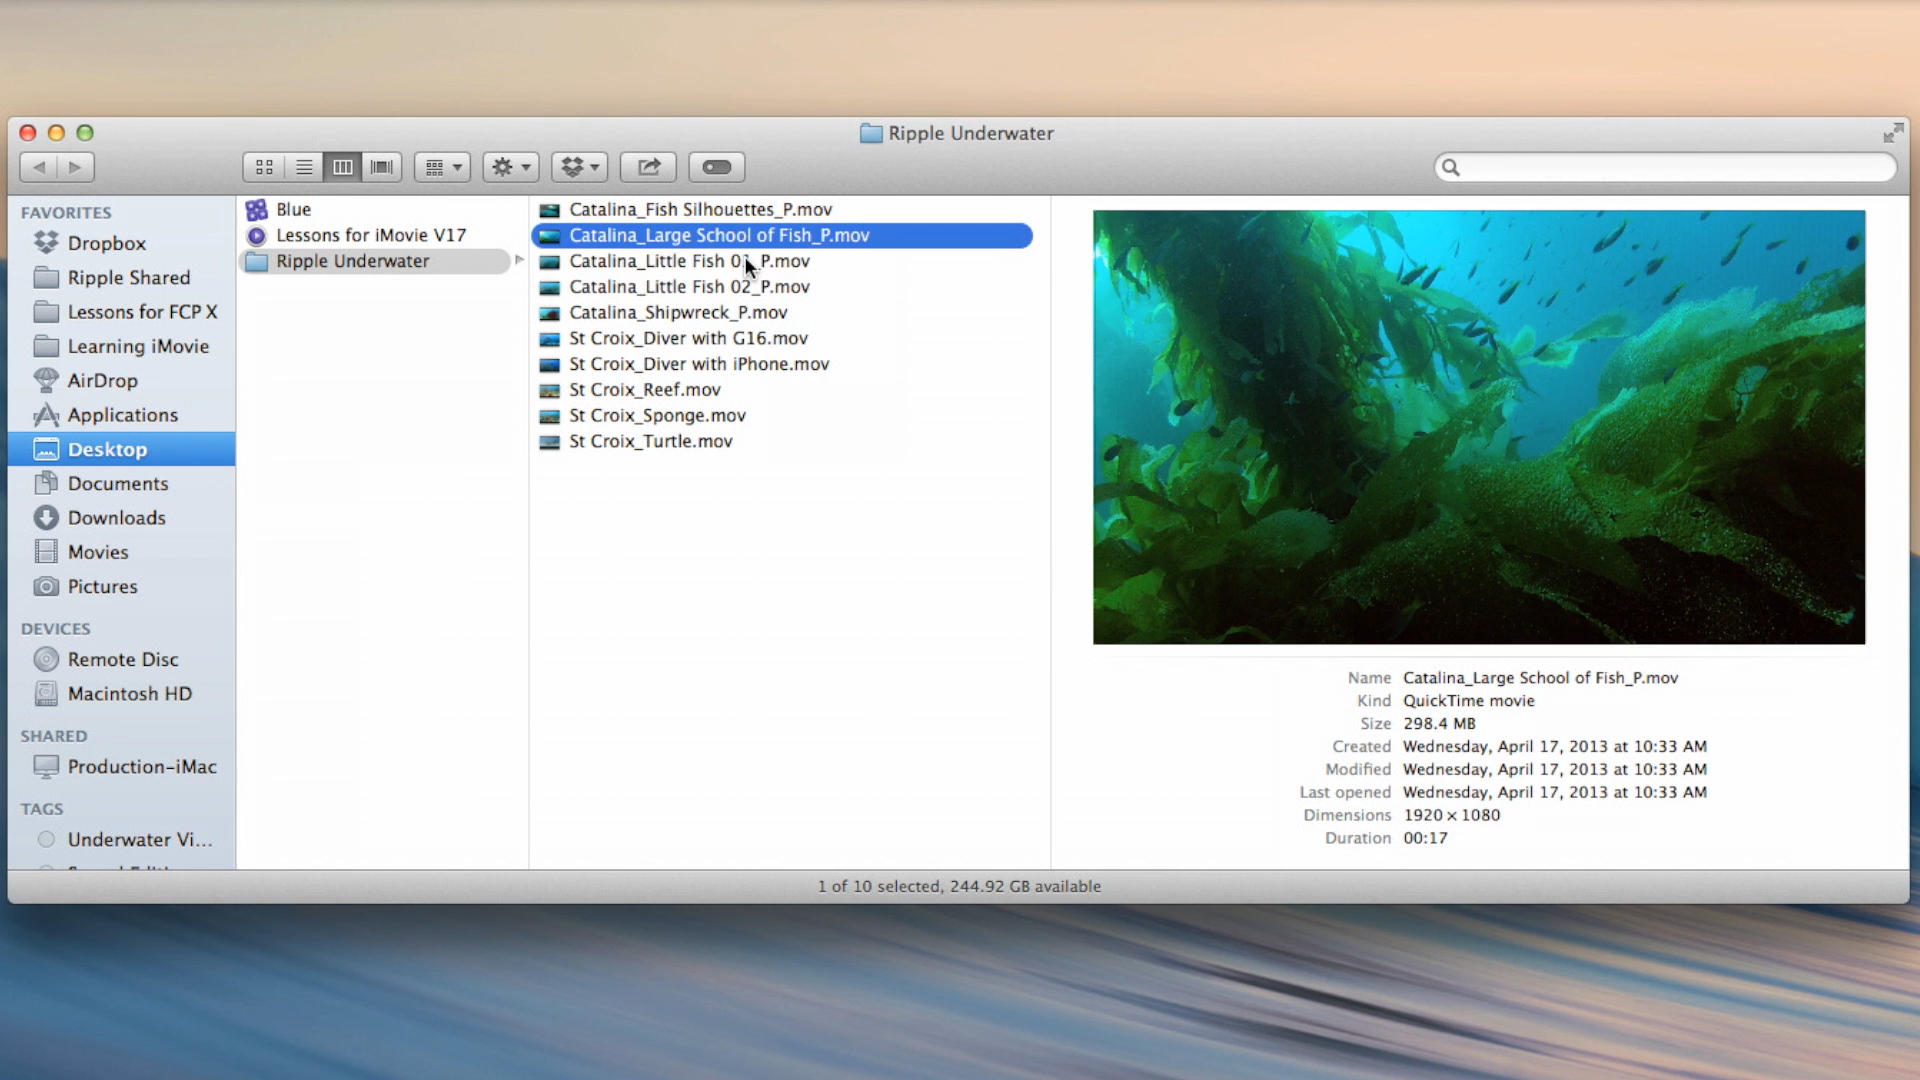 Ripple Underwater
FAVORITES
Dropbox
Ripple Shared
Lessons for FCP X
Learning iMovie
AirDrop
Applications
Desktop
Documents
Downloads
Movies
Pictures
DEVICES
Remote Disc
Macintosh HD
SHARED
Production-iMac
TAGS
Underwater Vi...
Blue
Lessons for iMovie V17
Ripple Underwater
Catalina_Fish Silhouettes_P.mov
Catalina_Large School of Fish_P.mov
Catalina_Little Fish 01_P.mov
Catalina_Little Fish 02_P.mov
Catalina_Shipwreck_P.mov
St Croix_Diver with G16.mov
St Croix_Diver with iPhone.mov
St Croix_Reef.mov
St Croix_Sponge.mov
St Croix_Turtle.mov
Name Catalina_Large School of Fish_P.mov
Kind QuickTime movie
Size 298.4 MB
Created Wednesday, April 17, 2013 at 10:33 AM
Modified Wednesday, April 17, 2013 at 10:33 AM
Last opened Wednesday, April 17, 2013 at 10:33 AM
Dimensions 1920 × 1080
Duration 00:17
1 of 10 selected, 244.92 GB available